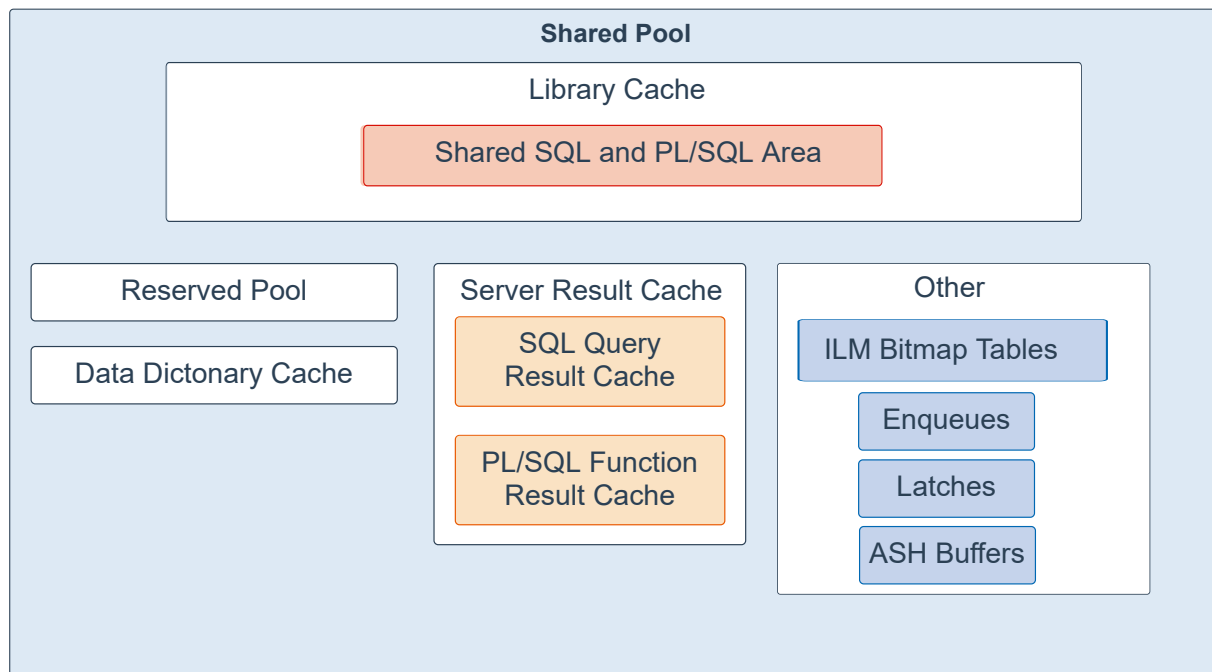 Shared Pool
Library Cache
Shared SQL and PL/SQL Area
Reserved Pool
Data Dictonary Cache
Server Result Cache
SQL Query
Result Cache
PL/SQL Function
Result Cache
Other
ILM Bitmap Tables
Enqueues
Latches
ASH Buffers